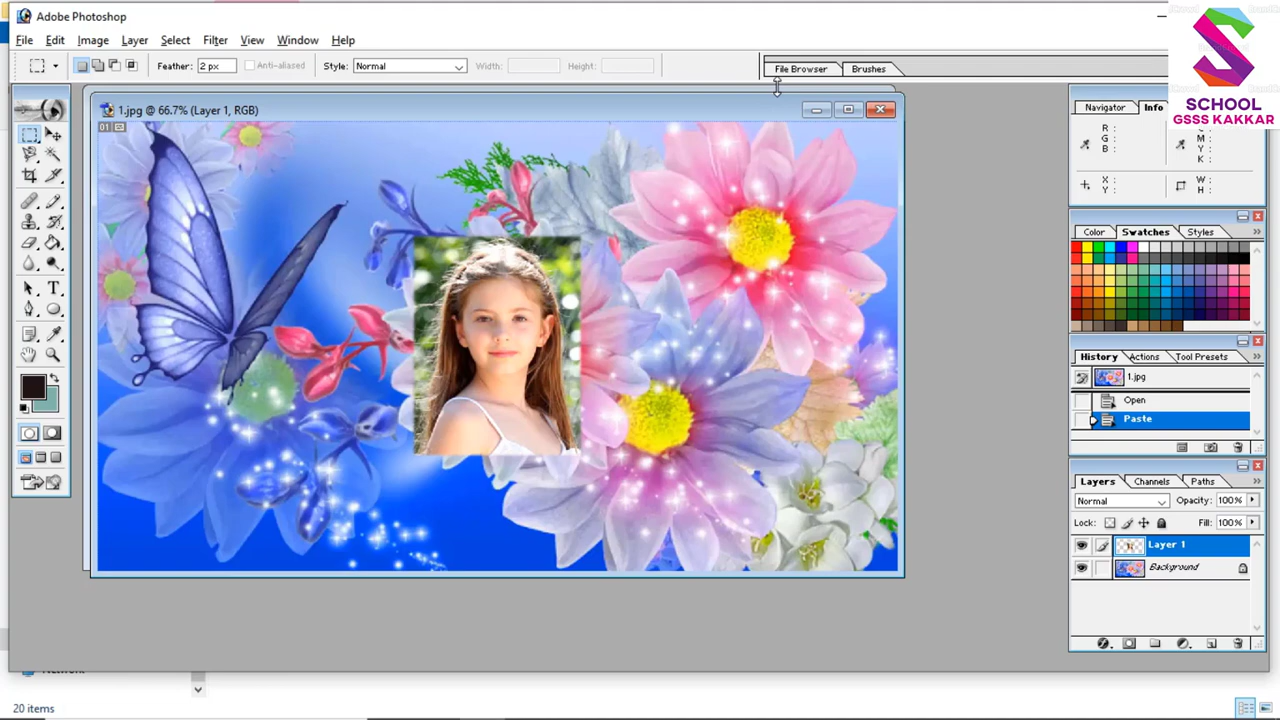 Adobe Photoshop
File Edit Image Layer Select Filter View Window Help
Feather: 2 px Anti-aliased Style: Normal Width: Height: File Browser Brushes
SCHOOL
GSSS KAKKAR
1.jpg @ 66.7% (Layer 1, RGB)
01
Navigator Info
R: C:
G: M:
B: Y:
K:
X: W:
Y: H:
Color Swatches Styles
History Actions Tool Presets
1.jpg
Open
Paste
Layers Channels Paths
Normal Opacity: 100%
Lock: Fill: 100%
Layer 1
Background
Network
20 items